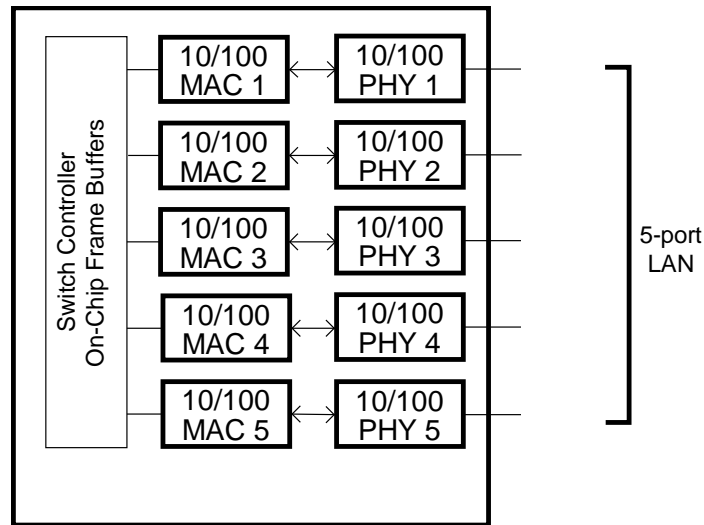 Switch Controller
On-Chip Frame Buffers
10/100
MAC 1
10/100
PHY 1
10/100
MAC 2
10/100
PHY 2
10/100
MAC 3
10/100
PHY 3
10/100
MAC 4
10/100
PHY 4
10/100
MAC 5
10/100
PHY 5
5-port
LAN